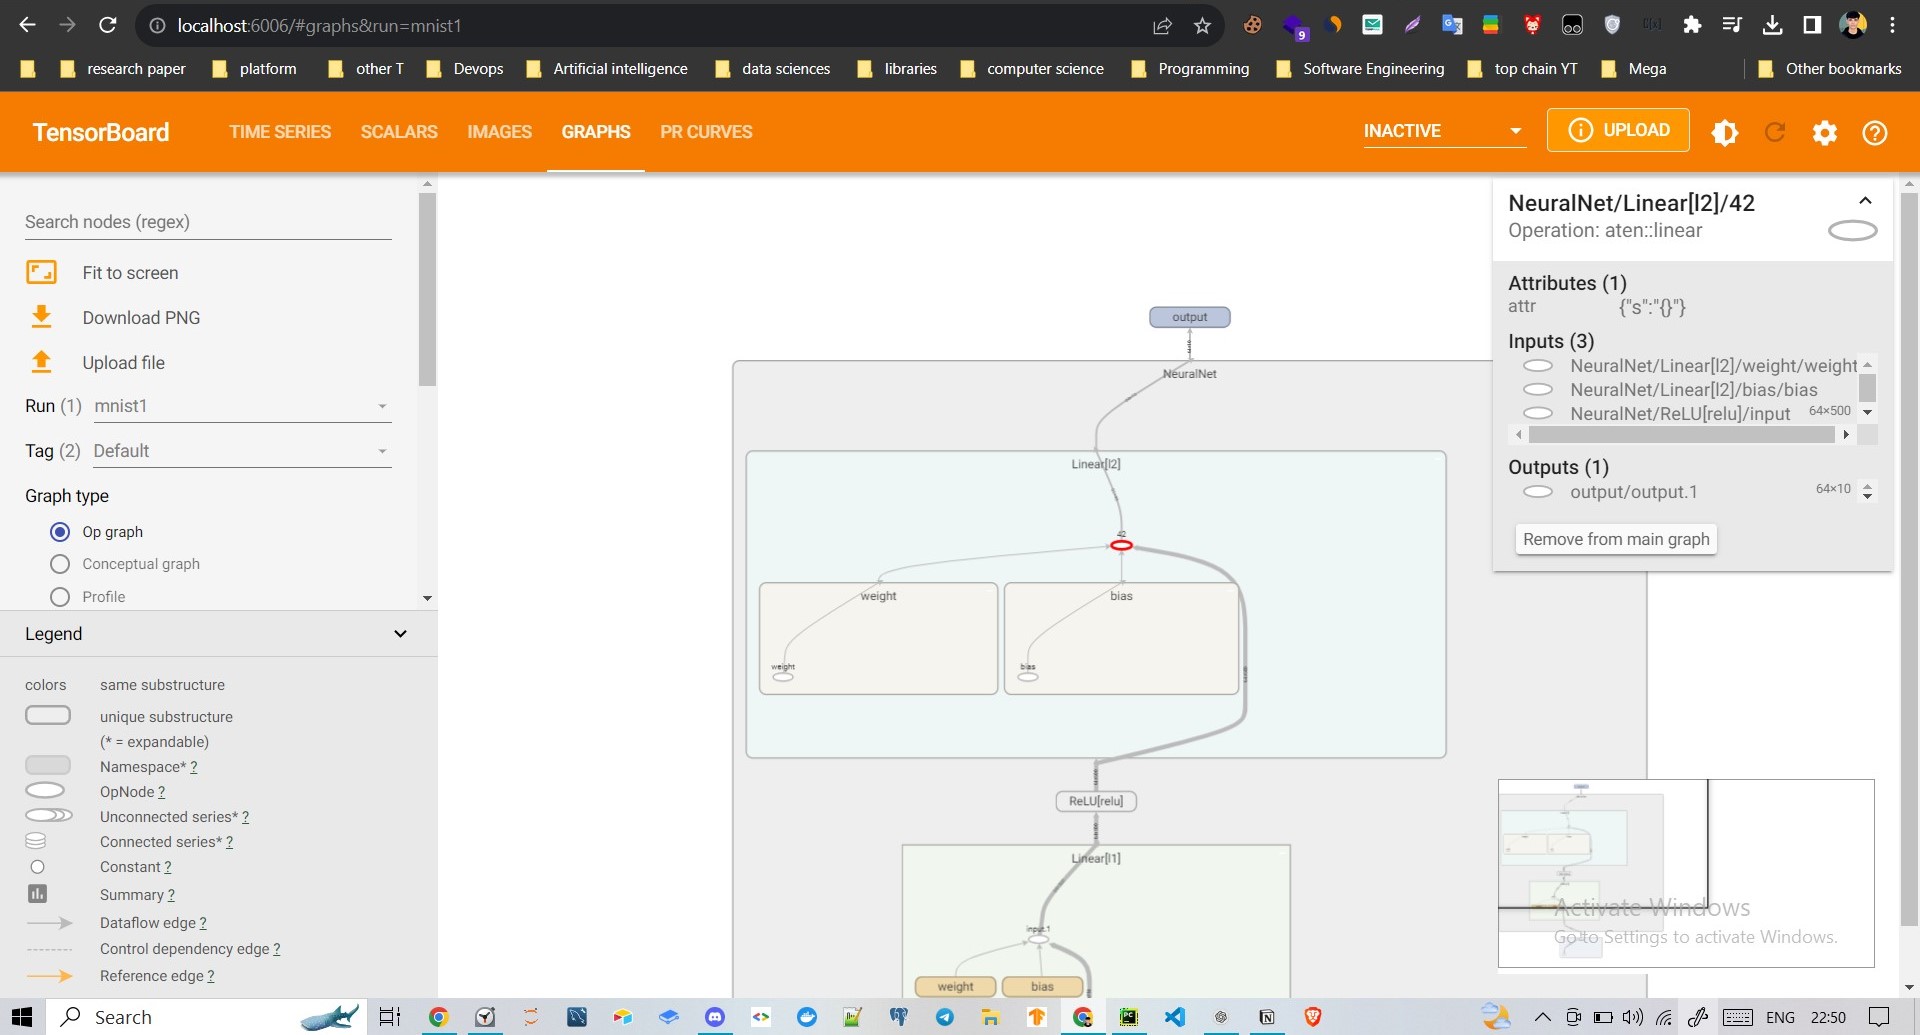 localhost:6006/#graphs&run=mnist1
9
research paper
platform
other T
Devops
Artificial intelligence
data sciences
libraries
computer science
Programming
Software Engineering
top chain YT
Mega
Other bookmarks
TensorBoard
TIME SERIES
SCALARS
IMAGES
GRAPHS
PR CURVES
INACTIVE
UPLOAD
Search nodes (regex)
Fit to screen
Download PNG
Upload file
Run (1) mnist1
Tag (2) Default
Graph type
Op graph
Conceptual graph
Profile
Legend
colors same substructure
unique substructure
(* = expandable)
Namespace* ?
OpNode ?
Unconnected series* ?
Connected series* ?
Constant ?
Summary ?
Dataflow edge ?
Control dependency edge ?
Reference edge ?
output
NeuralNet
Linear[l2]
42
weight
bias
weight
bias
ReLU[relu]
Linear[l1]
input.1
weight
bias
NeuralNet/Linear[l2]/42
Operation: aten::linear
Attributes (1)
attr {"s":"{}"}
Inputs (3)
NeuralNet/Linear[l2]/weight/weight
NeuralNet/Linear[l2]/bias/bias
NeuralNet/ReLU[relu]/input 64×500
Outputs (1)
output/output.1 64×10
Remove from main graph
Activate Windows
Go to Settings to activate Windows.
Search
ENG
22:50